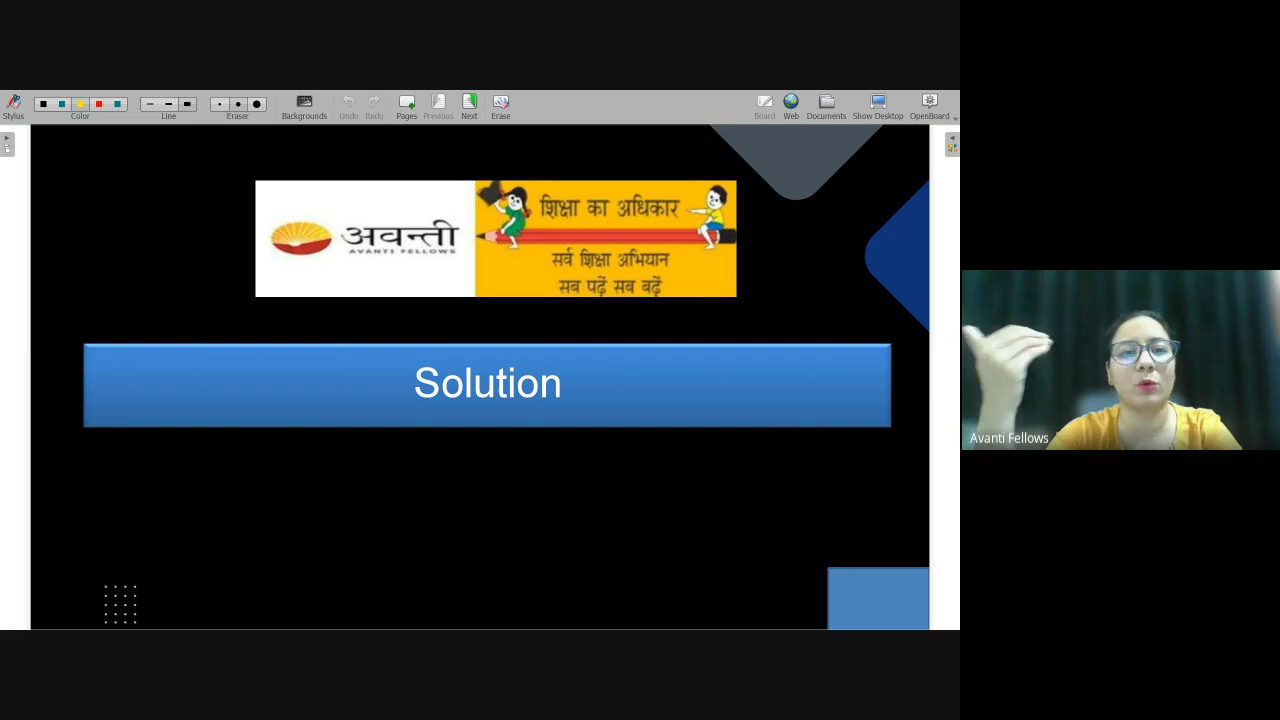 Stylus
Color
Line
Eraser
Backgrounds
Undo
Redo
Pages
Previous
Next
Erase
Board
Web
Documents
Show Desktop
OpenBoard
अवन्ती
AVANTI FELLOWS
शिक्षा का अधिकार
सर्व शिक्षा अभियान
सब पढ़ें सब बढ़ें
Solution
Avanti Fellows